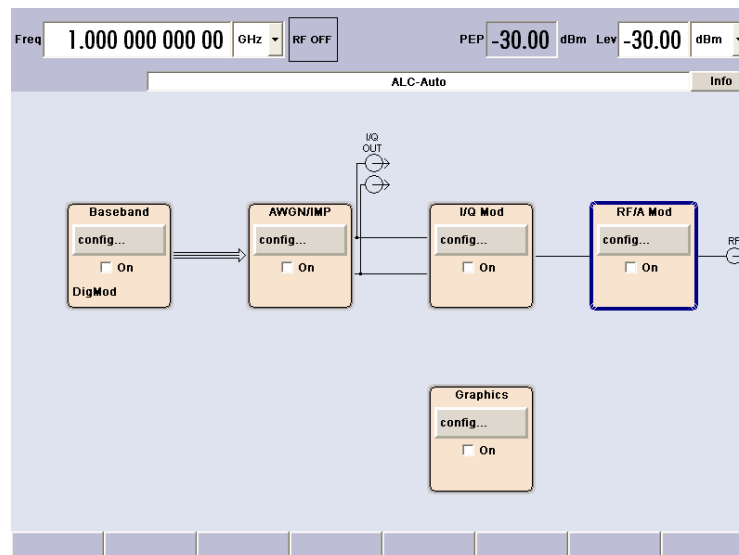 Freq 1.000 000 000 00 GHz RF OFF PEP -30.00 dBm Lev -30.00 dBm
ALC-Auto Info
I/Q
OUT
Baseband AWGN/IMP I/Q Mod RF/A Mod
config... config... config... config... RF
On On On On
DigMod
Graphics
config...
On